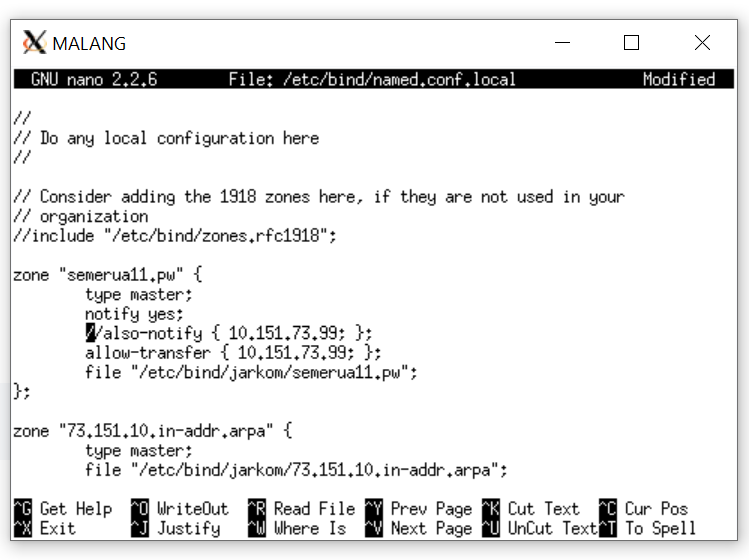 MALANG
GNU nano 2.2.6 File: /etc/bind/named.conf.local Modified
//
// Do any local configuration here
//
// Consider adding the 1918 zones here, if they are not used in your
// organization
//include "/etc/bind/zones.rfc1918";
zone "semerua11.pw" {
type master;
notify yes;
//also-notify { 10.151.73.99; };
allow-transfer { 10.151.73.99; };
file "/etc/bind/jarkom/semerua11.pw";
};
zone "73.151.10.in-addr.arpa" {
type master;
file "/etc/bind/jarkom/73.151.10.in-addr.arpa";
^G Get Help ^O WriteOut ^R Read File ^Y Prev Page ^K Cut Text ^C Cur Pos
^X Exit ^J Justify ^W Where Is ^V Next Page ^U UnCut Text ^T To Spell